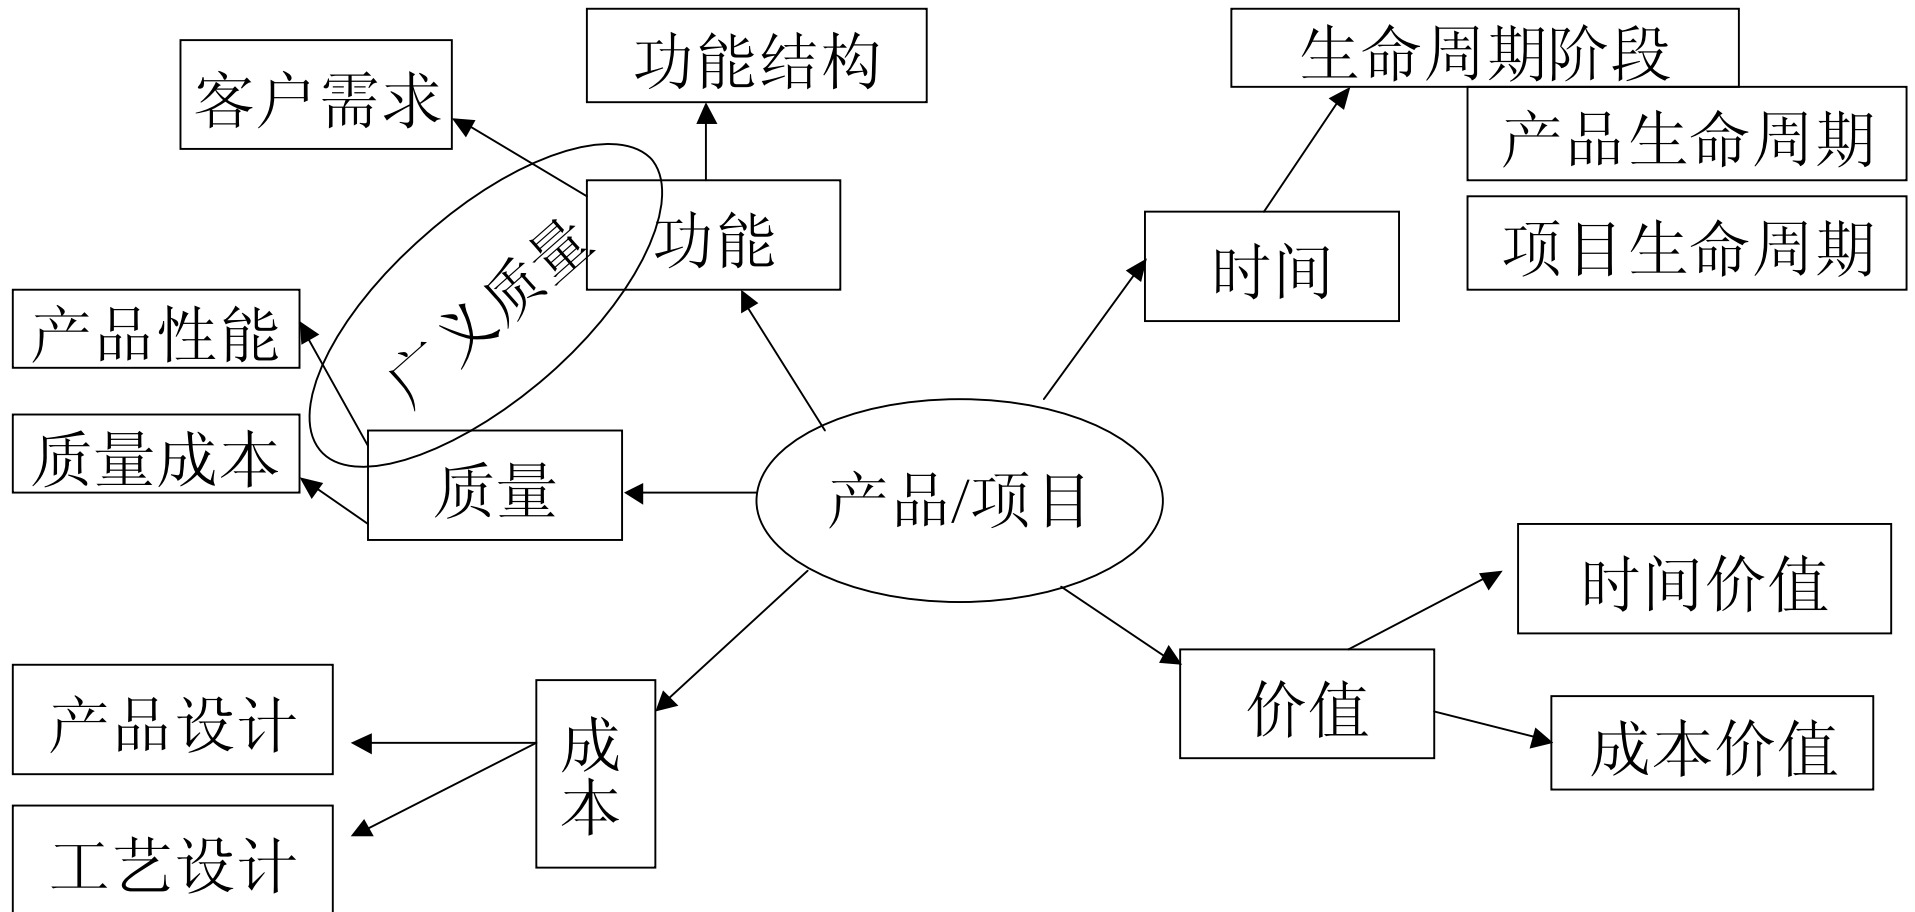 功能结构
生命周期阶段
客户需求
产品生命周期
功能
项目生命周期
时间
广义质量
产品性能
质量成本
质量
产品/项目
时间价值
价值
成本价值
产品设计
成
本
工艺设计